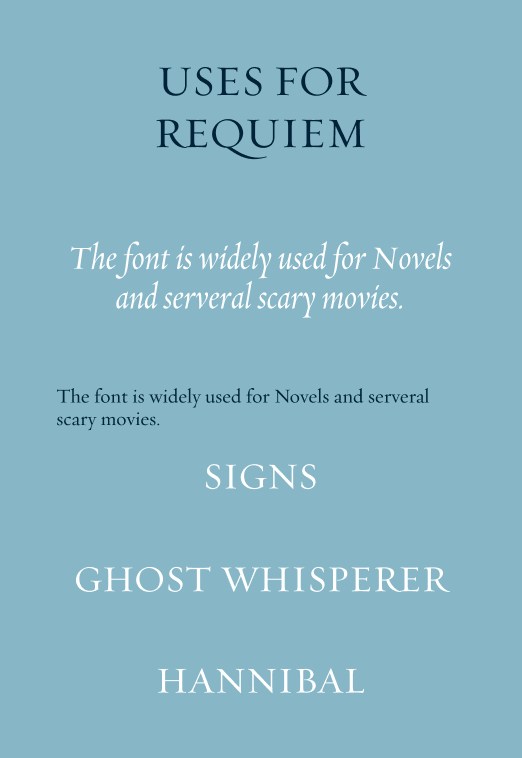 USES FOR
REQUIEM
The font is widely used for Novels
and serveral scary movies.
The font is widely used for Novels and serveral
scary movies.
SIGNS
GHOST WHISPERER
HANNIBAL